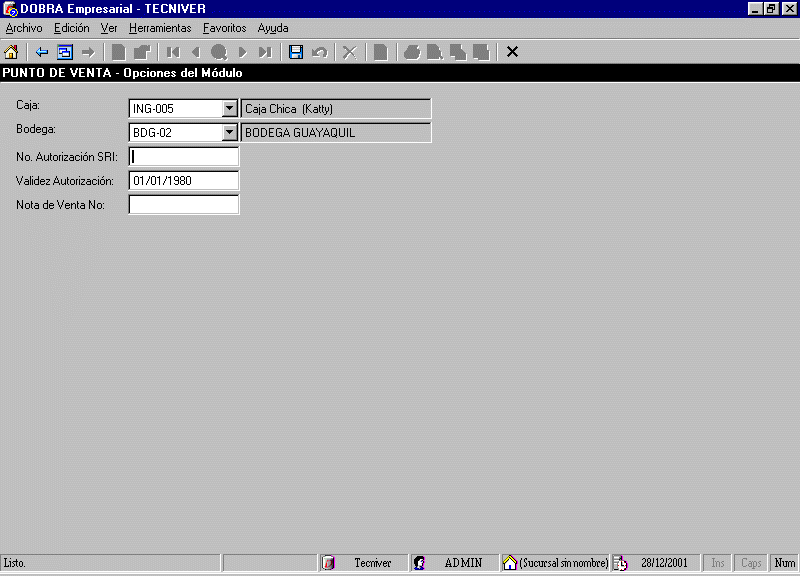 DOBRA Empresarial - TECNIVER
Archivo Edición Ver Herramientas Favoritos Ayuda
PUNTO DE VENTA - Opciones del Módulo
Caja: ING-005 Caja Chica (Katty)
Bodega: BDG-02 BODEGA GUAYAQUIL
No. Autorización SRI:
Validez Autorización: 01/01/1980
Nota de Venta No:
Listo. Tecniver ADMIN (Sucursal sin nombre) 28/12/2001 Ins Caps Num